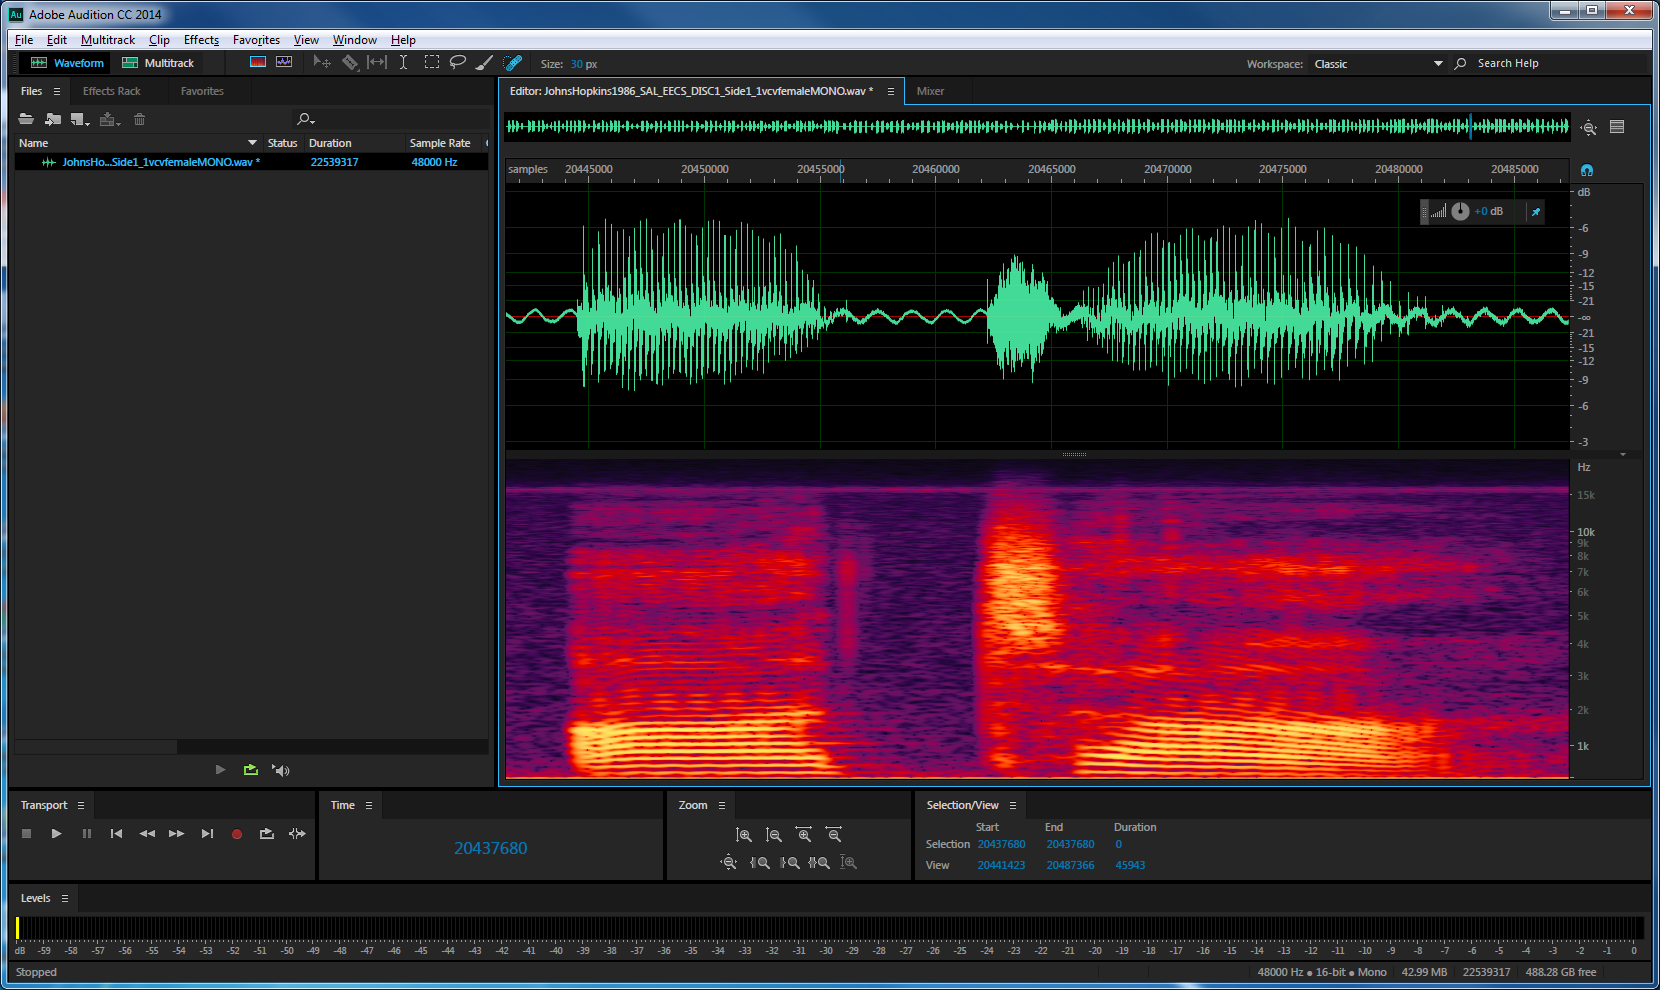 Au Adobe Audition CC 2014
File Edit Multitrack Clip Effects Favorites View Window Help
Waveform Multitrack Size: 30 px Workspace: Classic Search Help
Files Effects Rack Favorites
Editor: JohnsHopkins1986_SAL_EECS_DISC1_Side1_1vcvfemaleMONO.wav * Mixer
Name Status Duration Sample Rate
JohnsHo...Side1_1vcvfemaleMONO.wav * 22539317 48000 Hz
samples 20445000 20450000 20455000 20460000 20465000 20470000 20475000 20480000 20485000
dB
+0 dB
-6
-9
-12
-15
-21
-∞
-21
-15
-12
-9
-6
-3
Hz
15k
10k
9k
8k
7k
6k
5k
4k
3k
2k
1k
Transport Time Zoom Selection/View
Start End Duration
Selection 20437680 20437680 0
20437680
View 20441423 20487366 45943
Levels
dB -59 -58 -57 -56 -55 -54 -53 -52 -51 -50 -49 -48 -47 -46 -45 -44 -43 -42 -41 -40 -39 -38 -37 -36 -35 -34 -33 -32 -31 -30 -29 -28 -27 -26 -25 -24 -23 -22 -21 -20 -19 -18 -17 -16 -15 -14 -13 -12 -11 -10 -9 -8 -7 -6 -5 -4 -3 -2 -1 0
Stopped 48000 Hz ● 16-bit ● Mono 42.99 MB 22539317 488.28 GB free